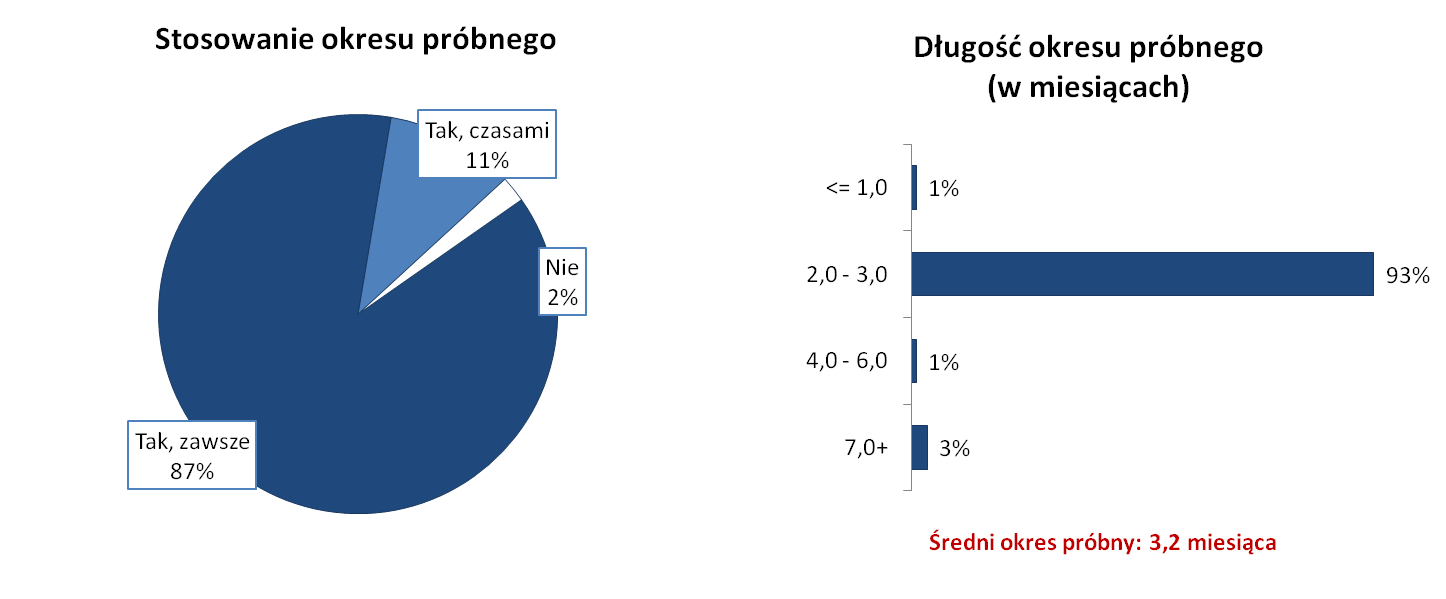 Stosowanie okresu próbnego
Tak, czasami
11%
Nie
2%
Tak, zawsze
87%
Długość okresu próbnego
(w miesiącach)
<= 1,0
1%
2,0 - 3,0
93%
4,0 - 6,0
1%
7,0+
3%
Średni okres próbny: 3,2 miesiąca